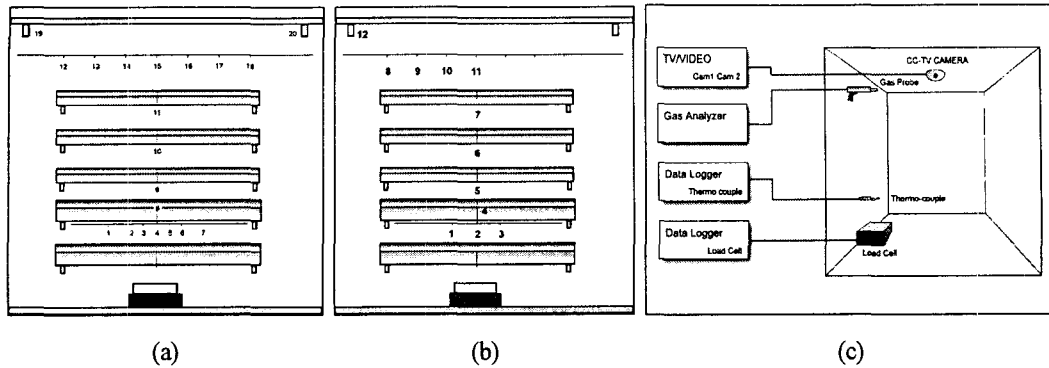 19 20
12 13 14 15 16 17 18
11
10
9
8
1 2 3 4 5 6 7
(a)
12
8 9 10 11
7
6
5
4
1 2 3
(b)
TV/VIDEO
Cam1 Cam 2
Gas Analyzer
Data Logger
Thermo couple
Data Logger
Load Cell
CC-TV CAMERA
Gas Probe
Thermo-couple
Load Cell
(c)